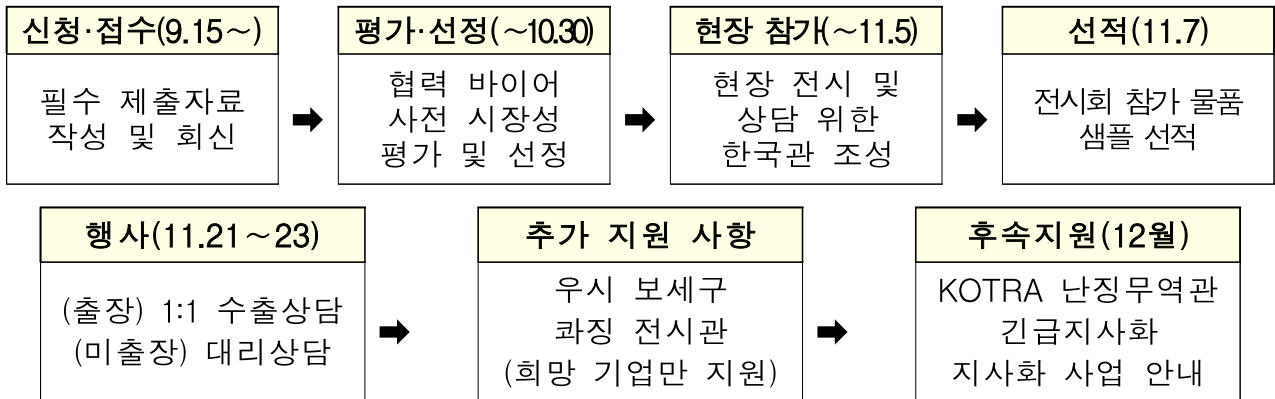 신청·접수(9.15～)
필수 제출자료
작성 및 회신
평가·선정(～10.30)
협력 바이어
사전 시장성
평가 및 선정
현장 참가(～11.5)
현장 전시 및
상담 위한
한국관 조성
선적(11.7)
전시회 참가 물품
샘플 선적
행사(11.21～23)
(출장) 1:1 수출상담
(미출장) 대리상담
추가 지원 사항
우시 보세구
콰징 전시관
(희망 기업만 지원)
후속지원(12월)
KOTRA 난징무역관
긴급지사화
지사화 사업 안내